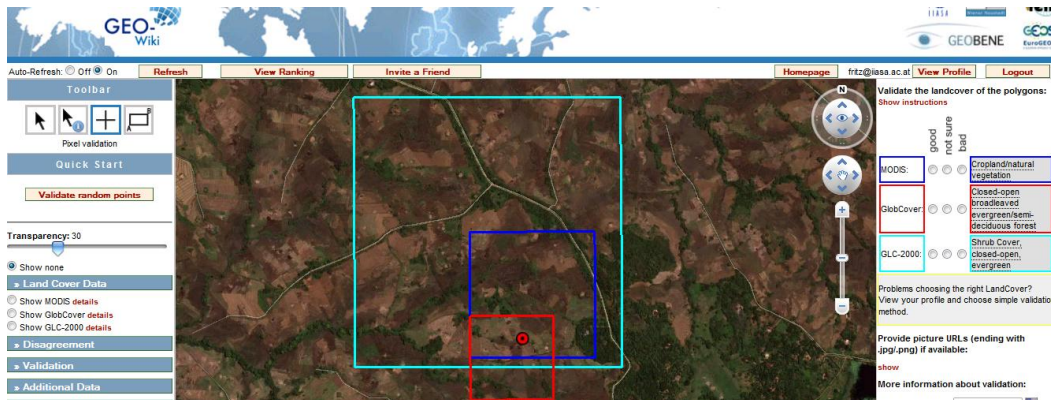 GEO-
Wiki
IIASA
GEOBENE
EuroGEO
Auto-Refresh: Off On
Refresh
View Ranking
Invite a Friend
Homepage
fritz@iiasa.ac.at
View Profile
Logout
Toolbar
Pixel validation
Quick Start
Validate random points
Transparency: 30
Show none
» Land Cover Data
Show MODIS details
Show GlobCover details
Show GLC-2000 details
» Disagreement
» Validation
» Additional Data
N
Validate the landcover of the polygons:
Show instructions
good
not sure
bad
MODIS:
Cropland/natural
vegetation
GlobCover:
Closed-open
broadleaved
evergreen/semi-
deciduous forest
GLC-2000:
Shrub Cover,
closed-open,
evergreen
Problems choosing the right LandCover?
View your profile and choose simple validatio
method.
Provide picture URLs (ending with
.jpg/.png) if available:
show
More information about validation: